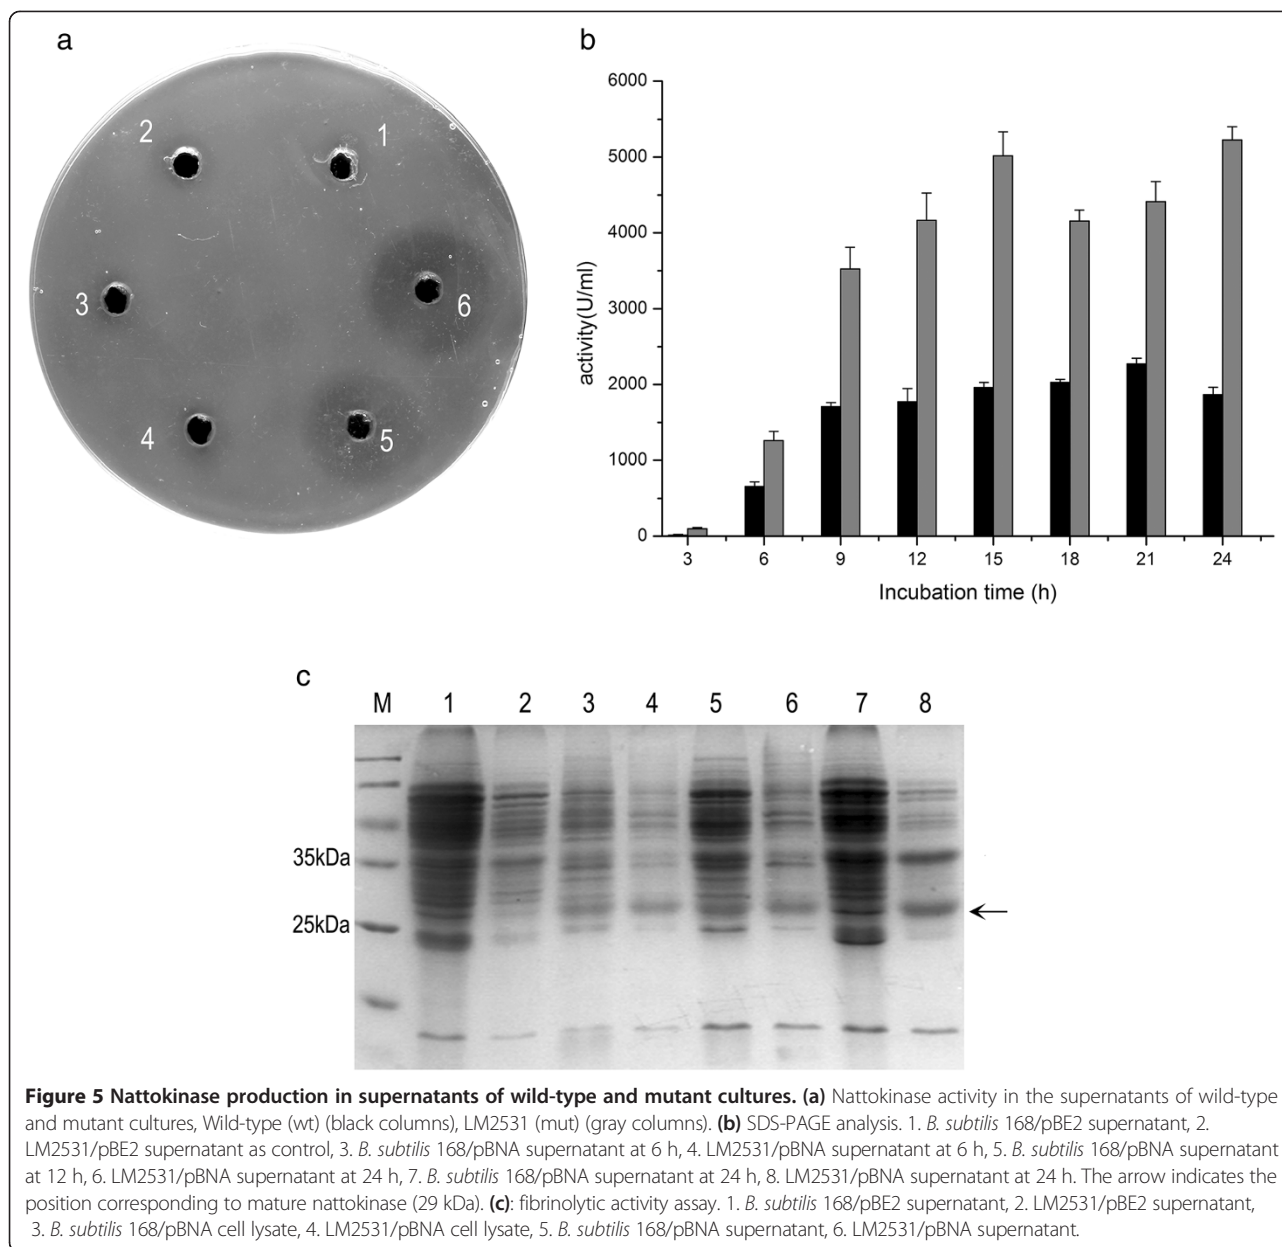 a
2
1
3
6
4
5
b
6000
5000
4000
3000
2000
1000
0
activity(U/ml)
3 6 9 12 15 18 21 24
Incubation time (h)
c
M 1 2 3 4 5 6 7 8
35kDa
25kDa
Figure 5 Nattokinase production in supernatants of wild-type and mutant cultures. (a) Nattokinase activity in the supernatants of wild-type
and mutant cultures, Wild-type (wt) (black columns), LM2531 (mut) (gray columns). (b) SDS-PAGE analysis. 1. B. subtilis 168/pBE2 supernatant, 2.
LM2531/pBE2 supernatant as control, 3. B. subtilis 168/pBNA supernatant at 6 h, 4. LM2531/pBNA supernatant at 6 h, 5. B. subtilis 168/pBNA supernatant
at 12 h, 6. LM2531/pBNA supernatant at 24 h, 7. B. subtilis 168/pBNA supernatant at 24 h, 8. LM2531/pBNA supernatant at 24 h. The arrow indicates the
position corresponding to mature nattokinase (29 kDa). (c): fibrinolytic activity assay. 1. B. subtilis 168/pBE2 supernatant, 2. LM2531/pBE2 supernatant,
3. B. subtilis 168/pBNA cell lysate, 4. LM2531/pBNA cell lysate, 5. B. subtilis 168/pBNA supernatant, 6. LM2531/pBNA supernatant.